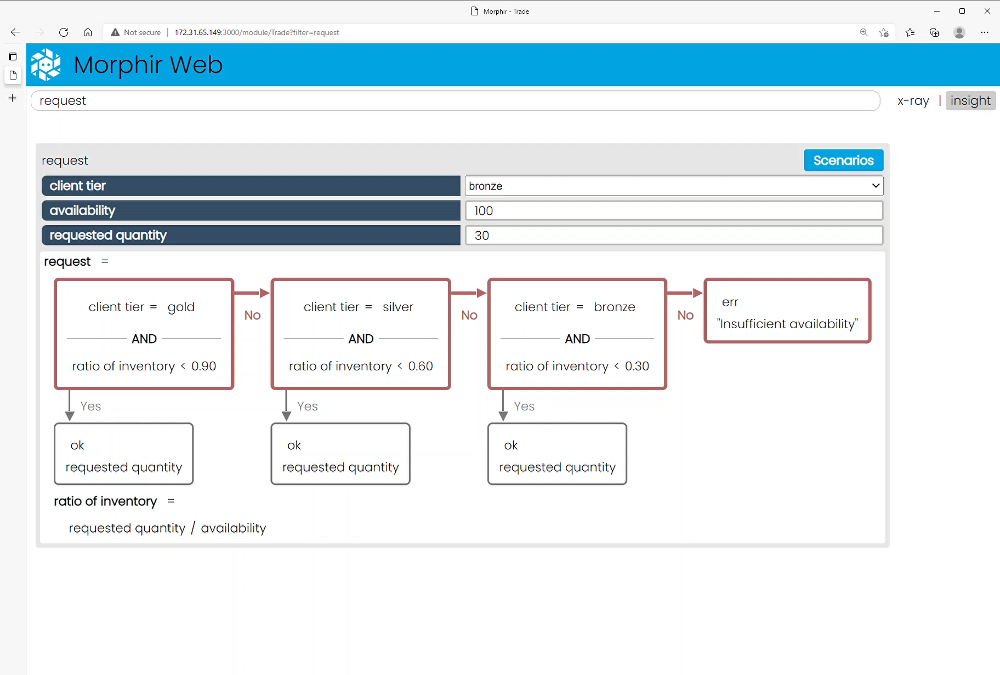 Morphir - Trade
Not secure | 172.31.65.149:3000/module/Trade?filter=request
Morphir Web
request
x-ray | insight
request
Scenarios
client tier
bronze
availability
100
requested quantity
30
request =
client tier = gold
AND
ratio of inventory < 0.90
No
client tier = silver
AND
ratio of inventory < 0.60
No
client tier = bronze
AND
ratio of inventory < 0.30
No
err
"Insufficient availability"
Yes
Yes
Yes
ok
requested quantity
ok
requested quantity
ok
requested quantity
ratio of inventory =
requested quantity / availability